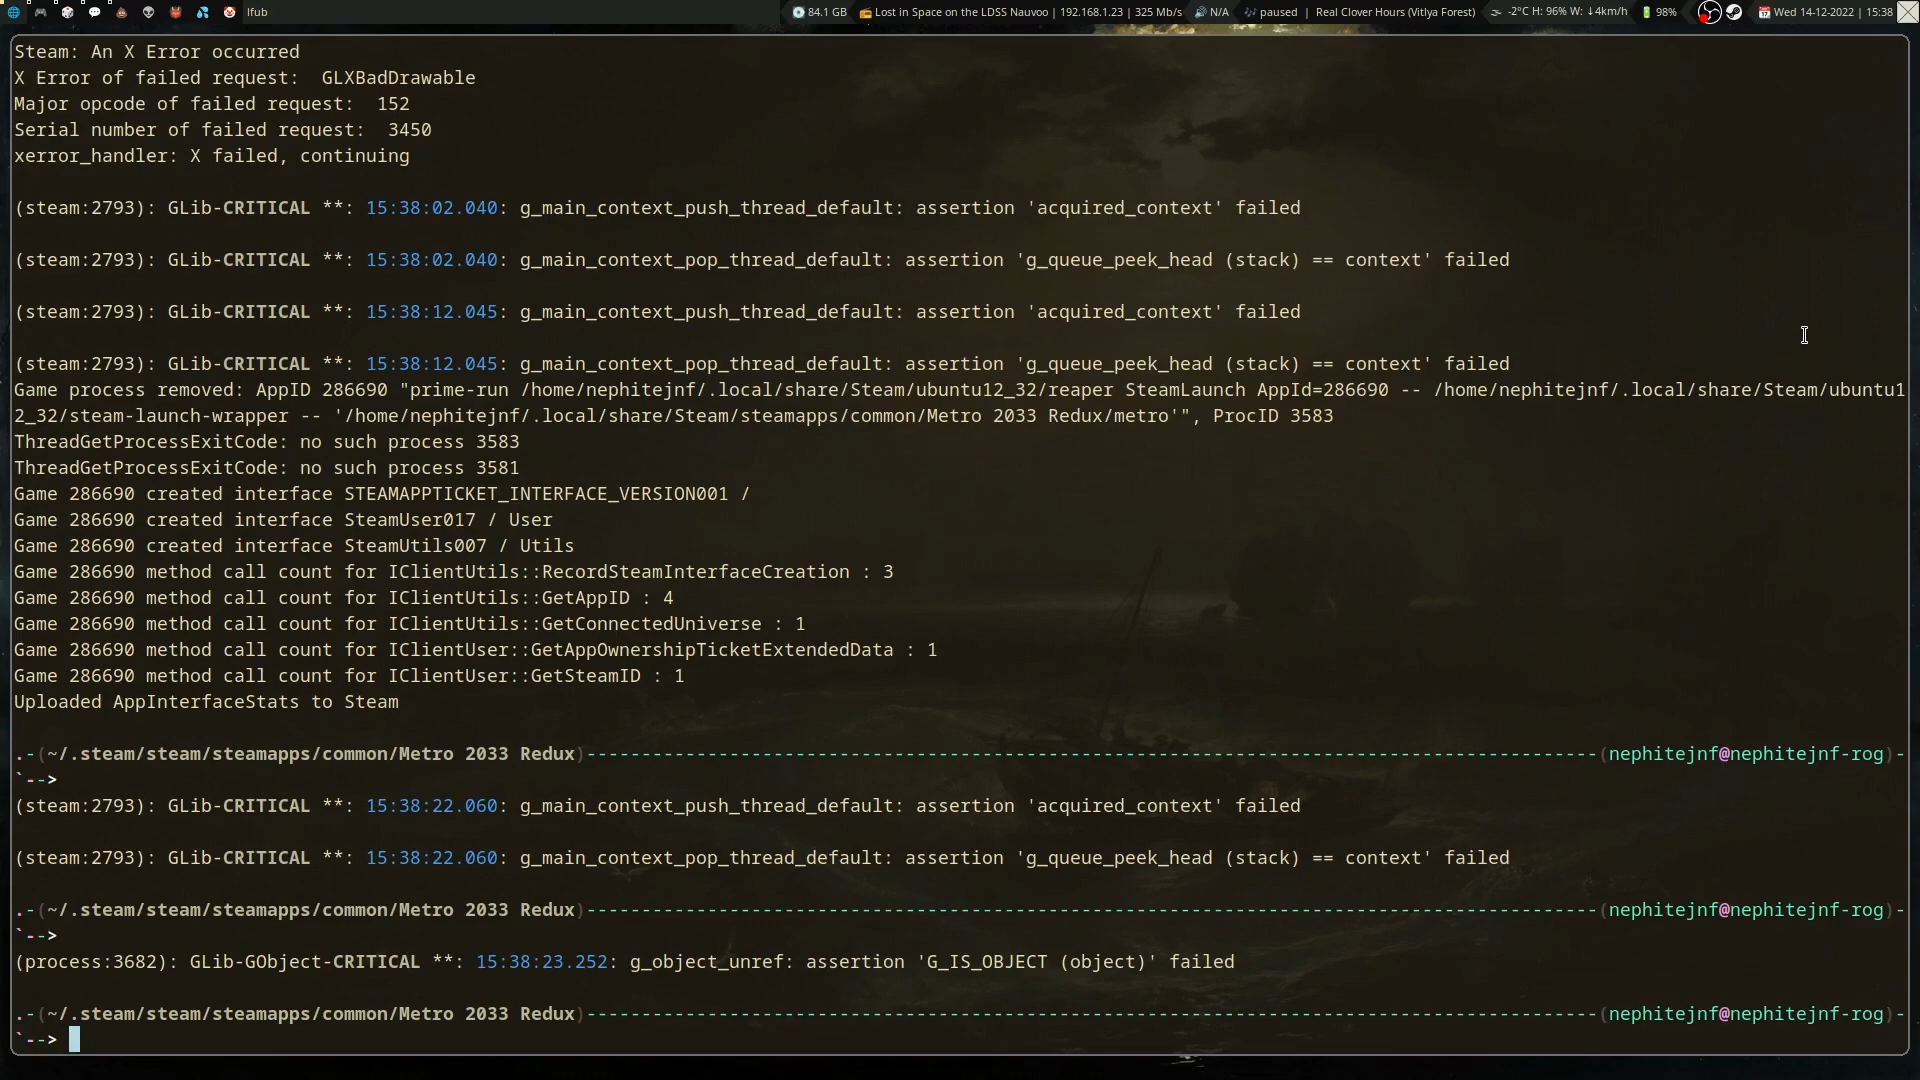 lfub 84.1 GB Lost in Space on the LDSS Nauvoo | 192.168.1.23 | 325 Mb/s N/A paused | Real Clover Hours (Vitlya Forest) -2°C H: 96% W: ↓4km/h 98% Wed 14-12-2022 | 15:38
Steam: An X Error occurred
X Error of failed request:  GLXBadDrawable
Major opcode of failed request:  152
Serial number of failed request:  3450
xerror_handler: X failed, continuing
(steam:2793): GLib-CRITICAL **: 15:38:02.040: g_main_context_push_thread_default: assertion 'acquired_context' failed
(steam:2793): GLib-CRITICAL **: 15:38:02.040: g_main_context_pop_thread_default: assertion 'g_queue_peek_head (stack) == context' failed
(steam:2793): GLib-CRITICAL **: 15:38:12.045: g_main_context_push_thread_default: assertion 'acquired_context' failed
(steam:2793): GLib-CRITICAL **: 15:38:12.045: g_main_context_pop_thread_default: assertion 'g_queue_peek_head (stack) == context' failed
Game process removed: AppID 286690 "prime-run /home/nephitejnf/.local/share/Steam/ubuntu12_32/reaper SteamLaunch AppId=286690 -- /home/nephitejnf/.local/share/Steam/ubuntu1
2_32/steam-launch-wrapper -- '/home/nephitejnf/.local/share/Steam/steamapps/common/Metro 2033 Redux/metro'", ProcID 3583
ThreadGetProcessExitCode: no such process 3583
ThreadGetProcessExitCode: no such process 3581
Game 286690 created interface STEAMAPPTICKET_INTERFACE_VERSION001 /
Game 286690 created interface SteamUser017 / User
Game 286690 created interface SteamUtils007 / Utils
Game 286690 method call count for IClientUtils::RecordSteamInterfaceCreation : 3
Game 286690 method call count for IClientUtils::GetAppID : 4
Game 286690 method call count for IClientUtils::GetConnectedUniverse : 1
Game 286690 method call count for IClientUser::GetAppOwnershipTicketExtendedData : 1
Game 286690 method call count for IClientUser::GetSteamID : 1
Uploaded AppInterfaceStats to Steam
.-(~/.steam/steam/steamapps/common/Metro 2033 Redux)--------------------------------------------------------------------------------------------(nephitejnf@nephitejnf-rog)-
`-->
(steam:2793): GLib-CRITICAL **: 15:38:22.060: g_main_context_push_thread_default: assertion 'acquired_context' failed
(steam:2793): GLib-CRITICAL **: 15:38:22.060: g_main_context_pop_thread_default: assertion 'g_queue_peek_head (stack) == context' failed
.-(~/.steam/steam/steamapps/common/Metro 2033 Redux)--------------------------------------------------------------------------------------------(nephitejnf@nephitejnf-rog)-
`-->
(process:3682): GLib-GObject-CRITICAL **: 15:38:23.252: g_object_unref: assertion 'G_IS_OBJECT (object)' failed
.-(~/.steam/steam/steamapps/common/Metro 2033 Redux)--------------------------------------------------------------------------------------------(nephitejnf@nephitejnf-rog)-
`-->